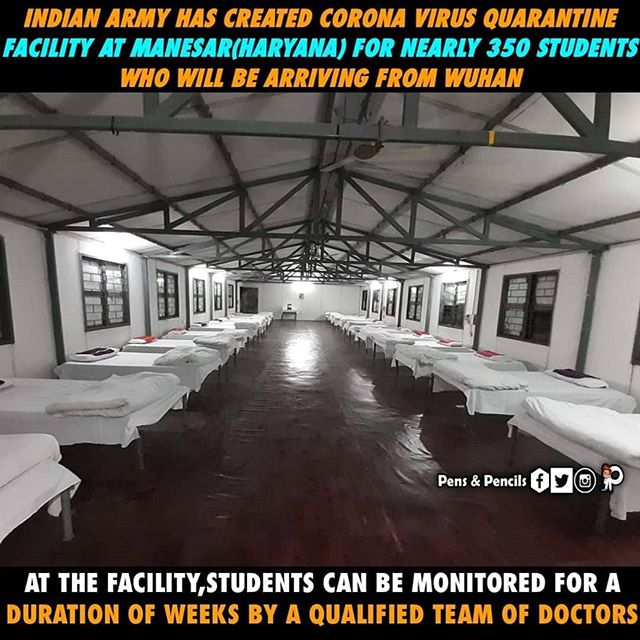 INDIAN ARMY HAS CREATED CORONA VIRUS QUARANTINE
FACILITY AT MANESAR(HARYANA) FOR NEARLY 350 STUDENTS
WHO WILL BE ARRIVING FROM WUHAN
Pens & Pencils
AT THE FACILITY,STUDENTS CAN BE MONITORED FOR A
DURATION OF WEEKS BY A QUALIFIED TEAM OF DOCTORS